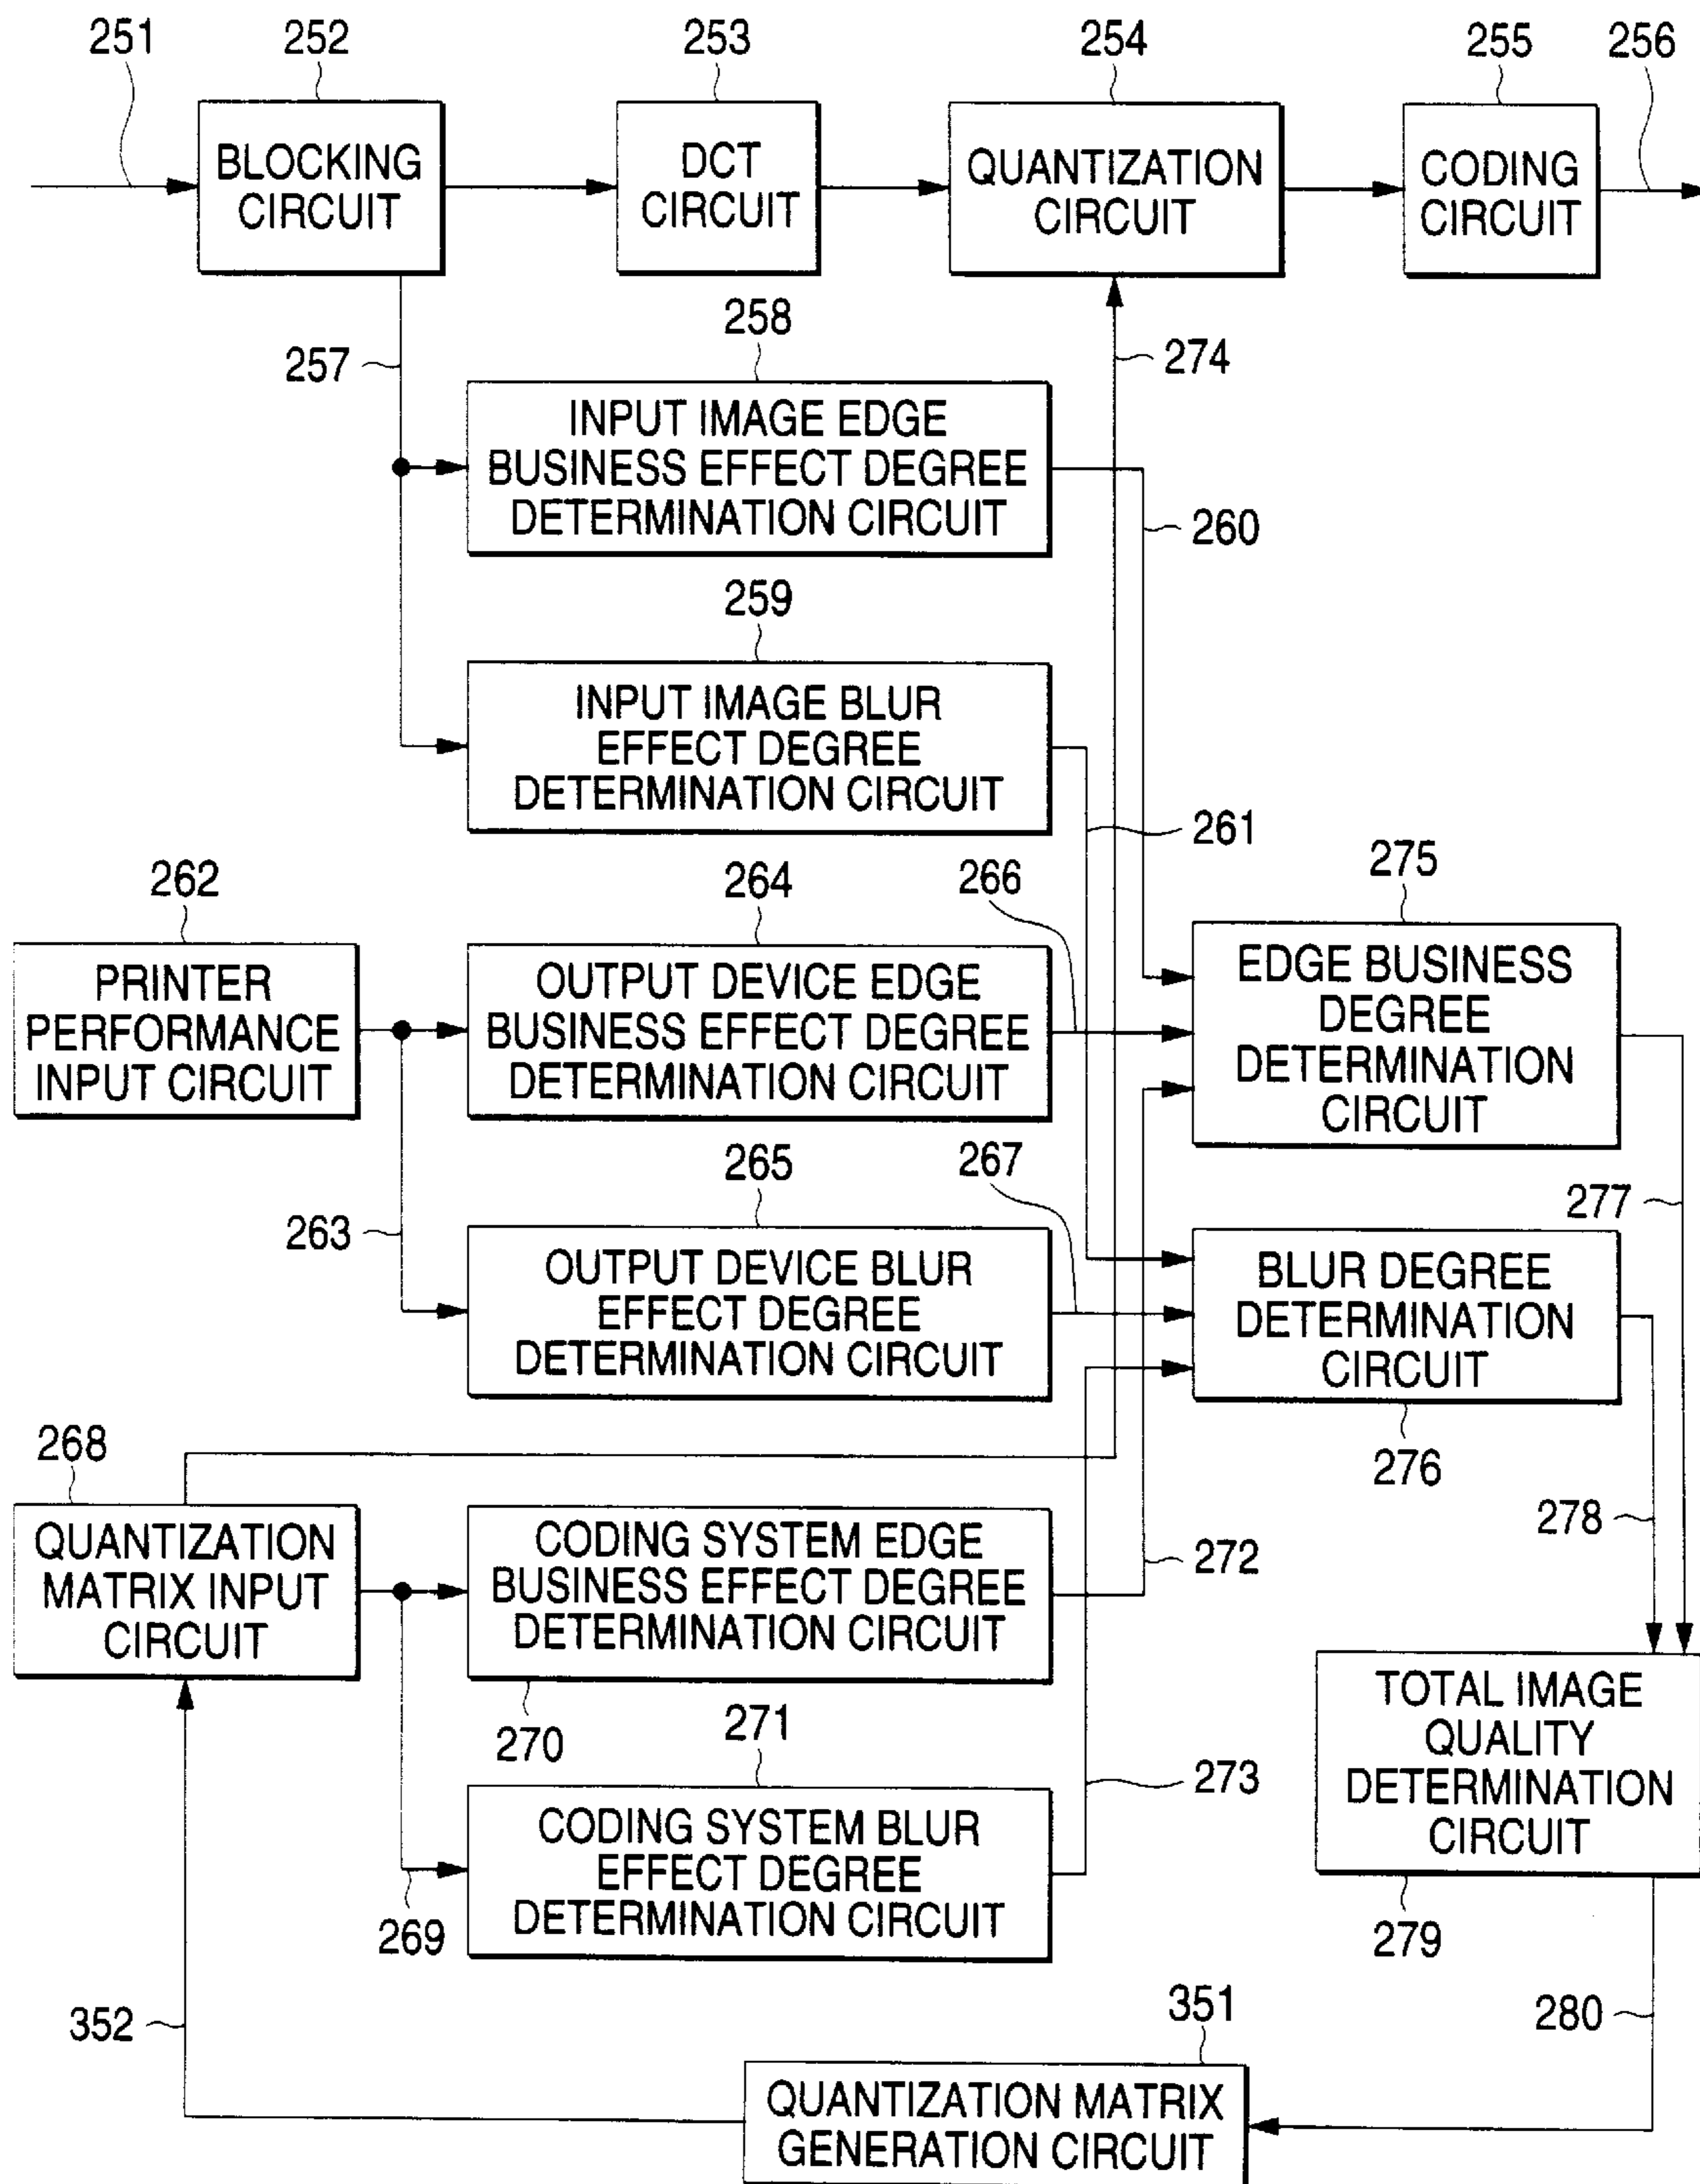 251
252
253
254
255
256
BLOCKING
CIRCUIT
DCT
CIRCUIT
QUANTIZATION
CIRCUIT
CODING
CIRCUIT
257
258
274
INPUT IMAGE EDGE
BUSINESS EFFECT DEGREE
DETERMINATION CIRCUIT
260
259
INPUT IMAGE BLUR
EFFECT DEGREE
DETERMINATION CIRCUIT
261
262
264
266
275
PRINTER
PERFORMANCE
INPUT CIRCUIT
OUTPUT DEVICE EDGE
BUSINESS EFFECT DEGREE
DETERMINATION CIRCUIT
EDGE BUSINESS
DEGREE
DETERMINATION
CIRCUIT
263
265
267
277
OUTPUT DEVICE BLUR
EFFECT DEGREE
DETERMINATION CIRCUIT
BLUR DEGREE
DETERMINATION
CIRCUIT
276
268
278
QUANTIZATION
MATRIX INPUT
CIRCUIT
CODING SYSTEM EDGE
BUSINESS EFFECT DEGREE
DETERMINATION CIRCUIT
272
270
271
273
TOTAL IMAGE
QUALITY
DETERMINATION
CIRCUIT
269
CODING SYSTEM BLUR
EFFECT DEGREE
DETERMINATION CIRCUIT
279
352
351
280
QUANTIZATION MATRIX
GENERATION CIRCUIT